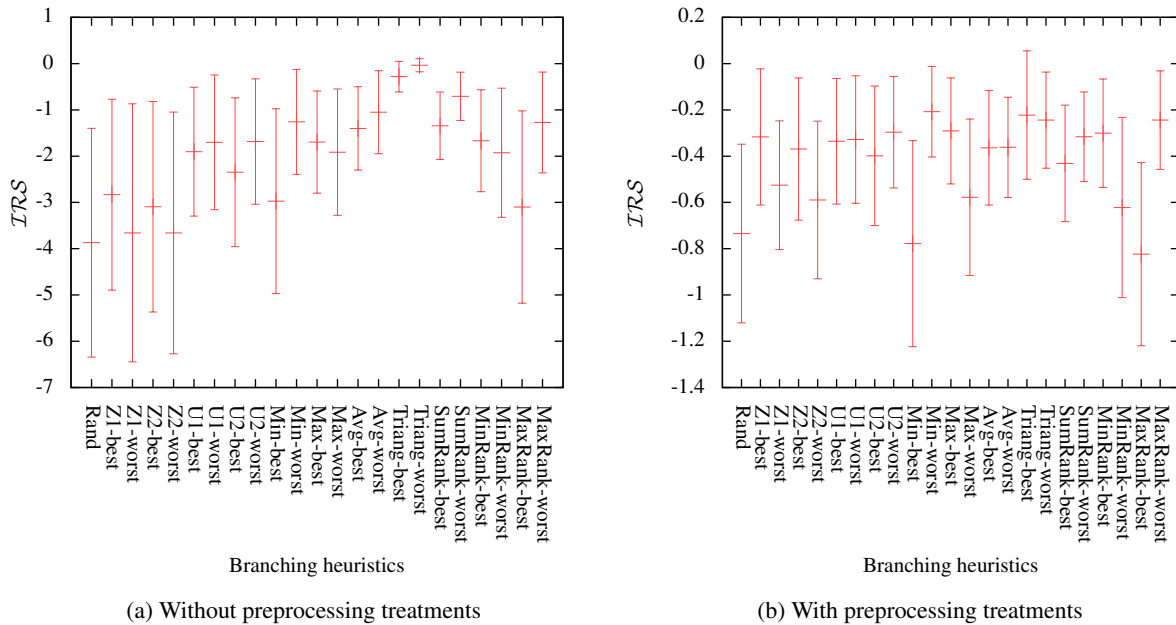 1
0
-1
-2
-3
-4
-5
-6
-7
IRS
Rand
Z1-best
Z1-worst
Z2-best
Z2-worst
U1-best
U1-worst
U2-best
U2-worst
Min-best
Min-worst
Max-best
Max-worst
Avg-best
Avg-worst
Triang-best
Triang-worst
SumRank-best
SumRank-worst
MinRank-best
MinRank-worst
MaxRank-best
MaxRank-worst
Branching heuristics
(a) Without preprocessing treatments
0.2
0
-0.2
-0.4
-0.6
-0.8
-1
-1.2
-1.4
IRS
Rand
Z1-best
Z1-worst
Z2-best
Z2-worst
U1-best
U1-worst
U2-best
U2-worst
Min-best
Min-worst
Max-best
Max-worst
Avg-best
Avg-worst
Triang-best
Triang-worst
SumRank-best
SumRank-worst
MinRank-best
MinRank-worst
MaxRank-best
MaxRank-worst
Branching heuristics
(b) With preprocessing treatments